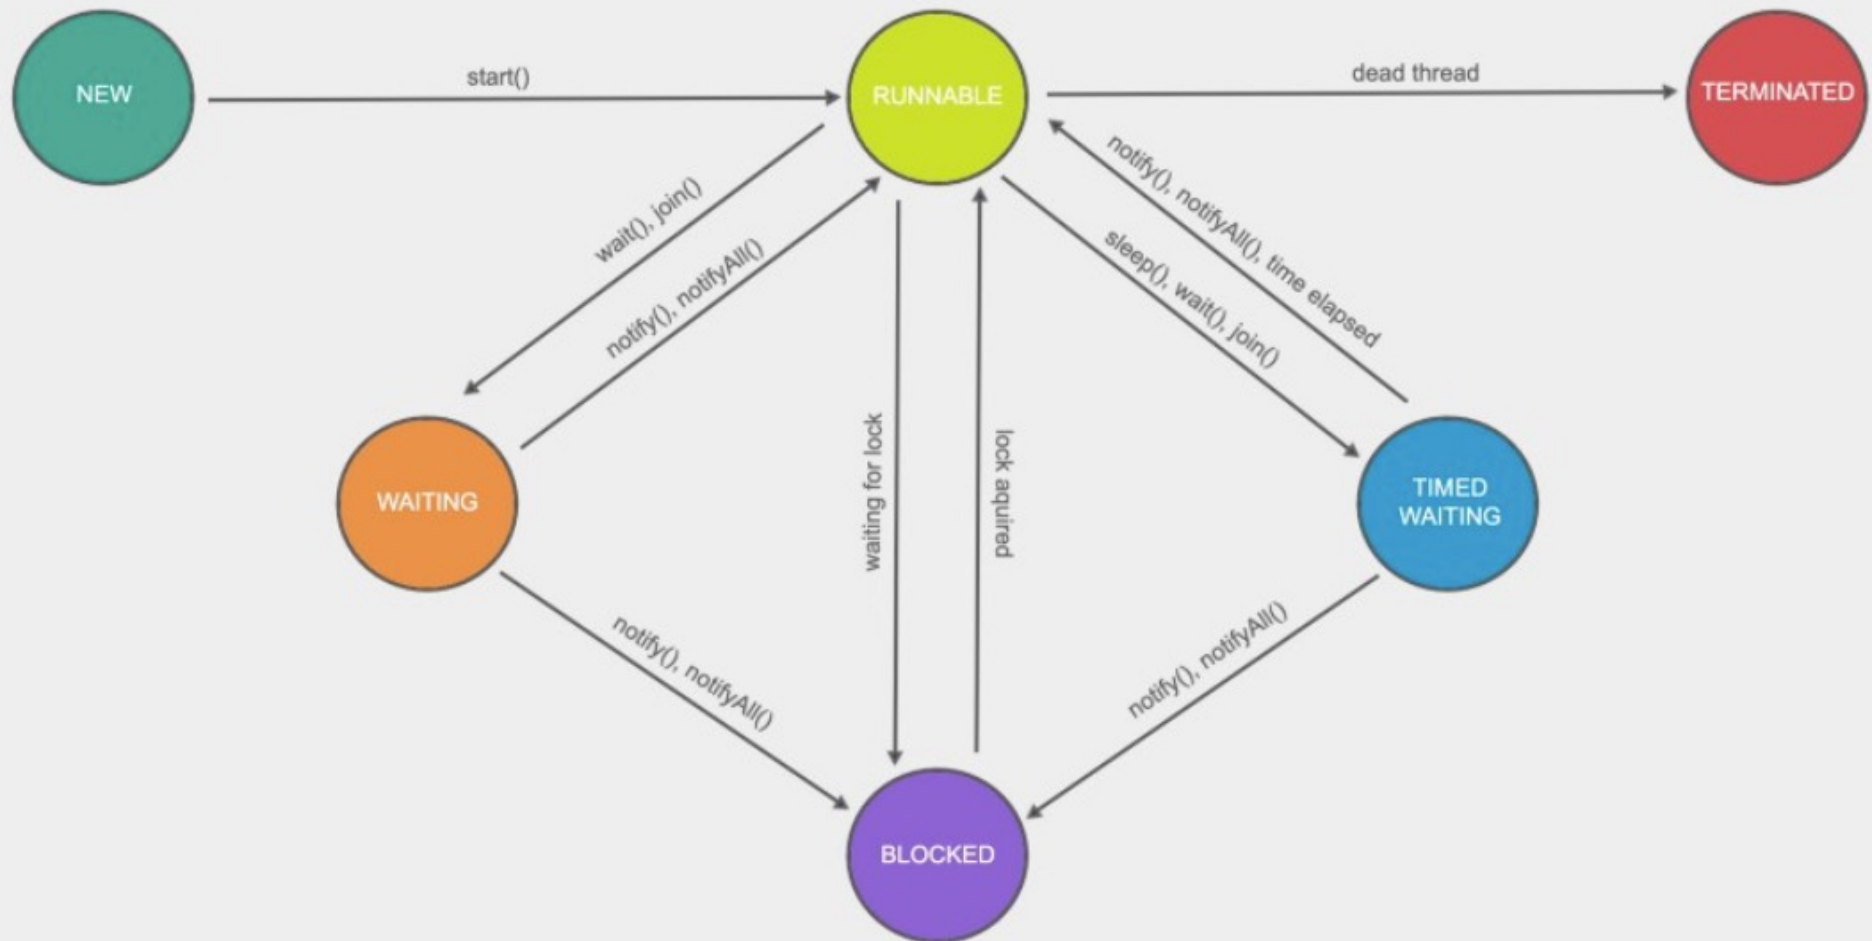 NEW
start()
RUNNABLE
dead thread
TERMINATED
wait(), join()
notify(), notifyAll()
notify(), notifyAll(), time elapsed
sleep(), wait(), join()
waiting for lock
lock aquired
WAITING
TIMED
WAITING
notify(), notifyAll()
notify(), notifyAll()
BLOCKED